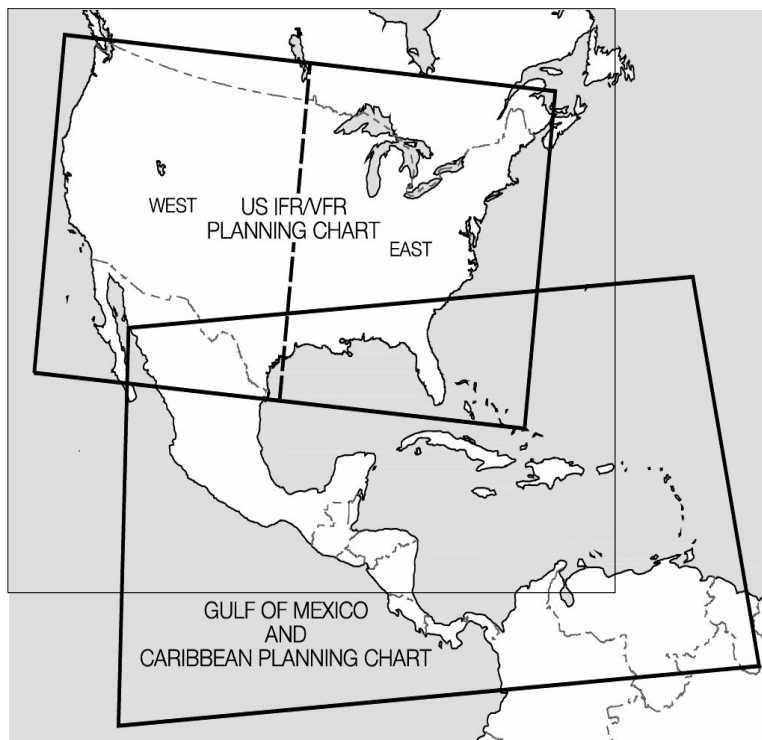 WEST
US IFR/VFR
PLANNING CHART
EAST
GULF OF MEXICO
AND
CARIBBEAN PLANNING CHART